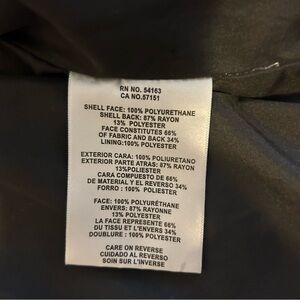 RN NO. 54163
CA NO.57151
SHELL FACE: 100% POLYURETHANE
SHELL BACK: 87% RAYON
13% POLYESTER
FACE CONSTITUTES 66%
OF FABRIC AND BACK 34%
LINING:100% POLYESTER
EXTERIOR CARA: 100% POLIURETANO
EXTERIOR PARTE ATRAS: 87% RAYON
13%POLIESTER
CARA COMPUESTO DE 66%
DE MATERIAL Y EL REVERSO 34%
FORRO : 100% POLIESTER
FACE: 100% POLYURÉTHANE
ENVERS: 87% RAYONNE
13% POLYESTER
LA FACE REPRÉSENTE 66%
DU TISSU ET L'ENVERS 34%
DOUBLURE : 100% POLYESTER
CARE ON REVERSE
CUIDADO AL REVERSO
SOIN SUR L'INVERSE